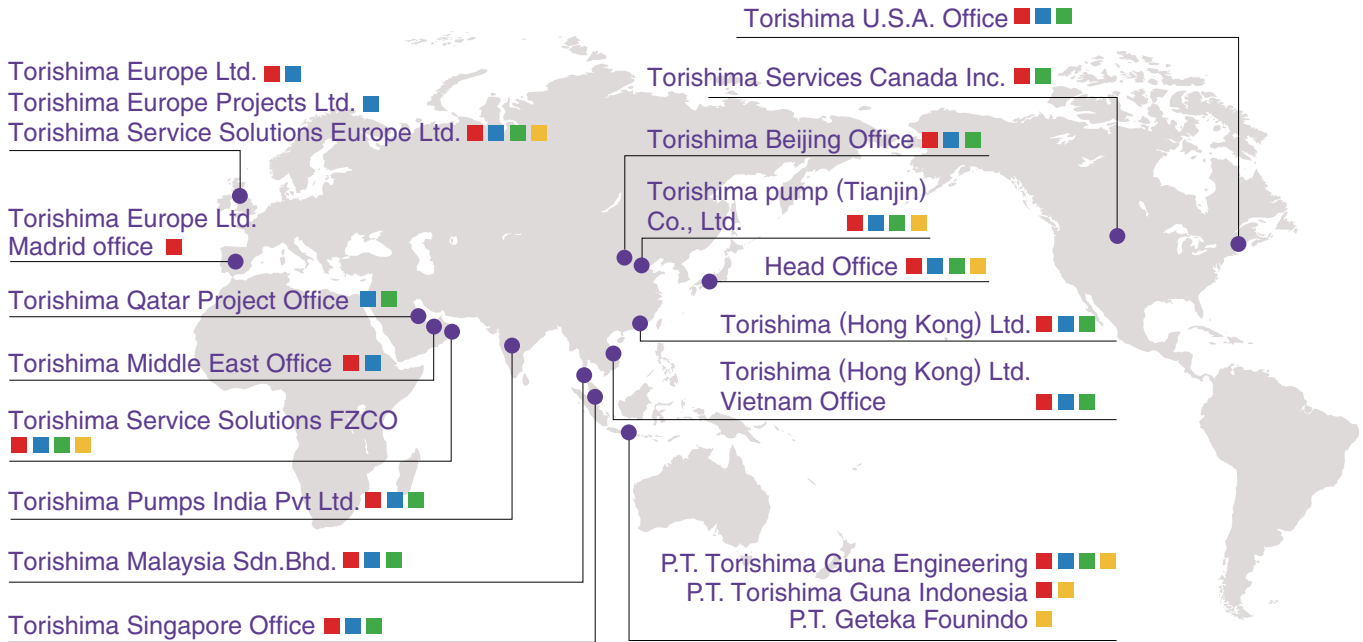 Torishima U.S.A. Office
Torishima Europe Ltd.
Torishima Europe Projects Ltd.
Torishima Service Solutions Europe Ltd.
Torishima Services Canada Inc.
Torishima Beijing Office
Torishima pump (Tianjin)
Co., Ltd.
Torishima Europe Ltd.
Madrid office
Head Office
Torishima Qatar Project Office
Torishima (Hong Kong) Ltd.
Torishima Middle East Office
Torishima (Hong Kong) Ltd.
Vietnam Office
Torishima Service Solutions FZCO
Torishima Pumps India Pvt Ltd.
Torishima Malaysia Sdn.Bhd.
Torishima Singapore Office
P.T. Torishima Guna Engineering
P.T. Torishima Guna Indonesia
P.T. Geteka Founindo